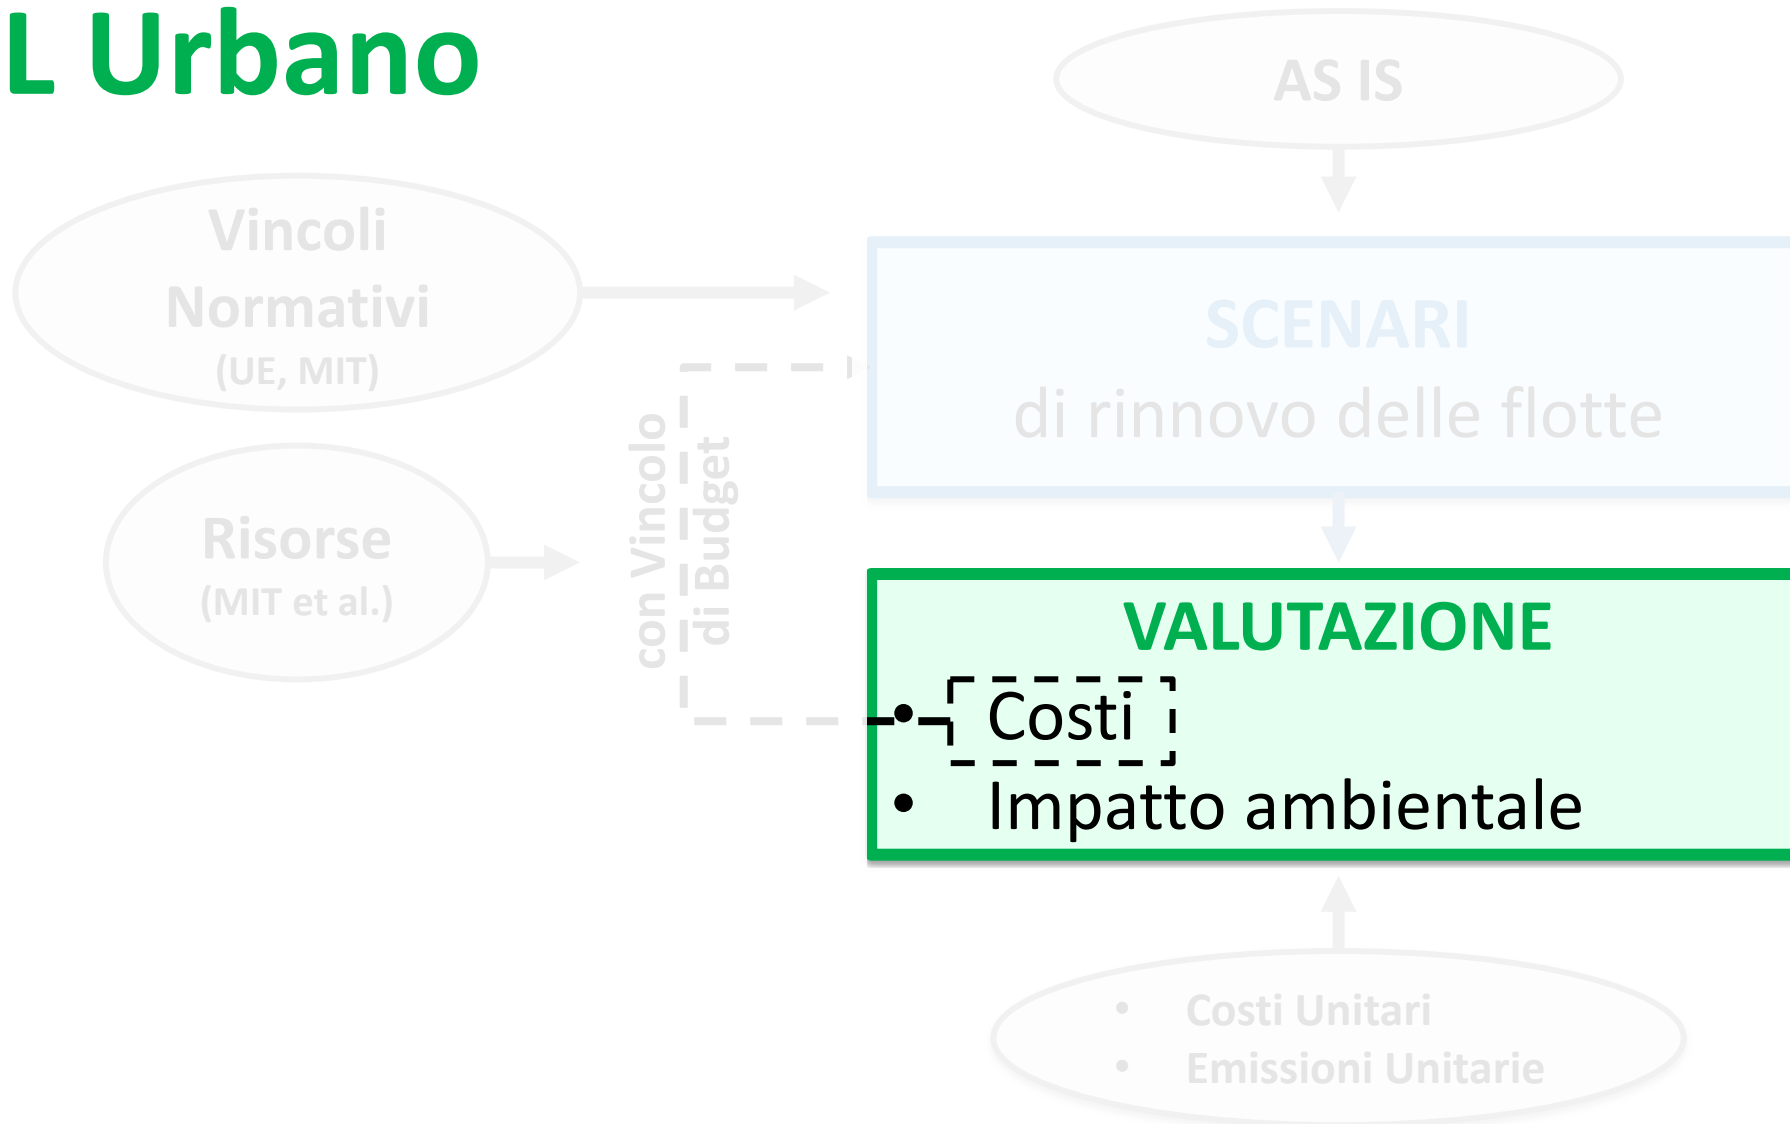 L Urbano
AS IS
Vincoli
Normativi
(UE, MIT)
SCENARI
di rinnovo delle flotte
con Vincolo
di Budget
Risorse
(MIT et al.)
VALUTAZIONE
• Costi
• Impatto ambientale
• Costi Unitari
• Emissioni Unitarie